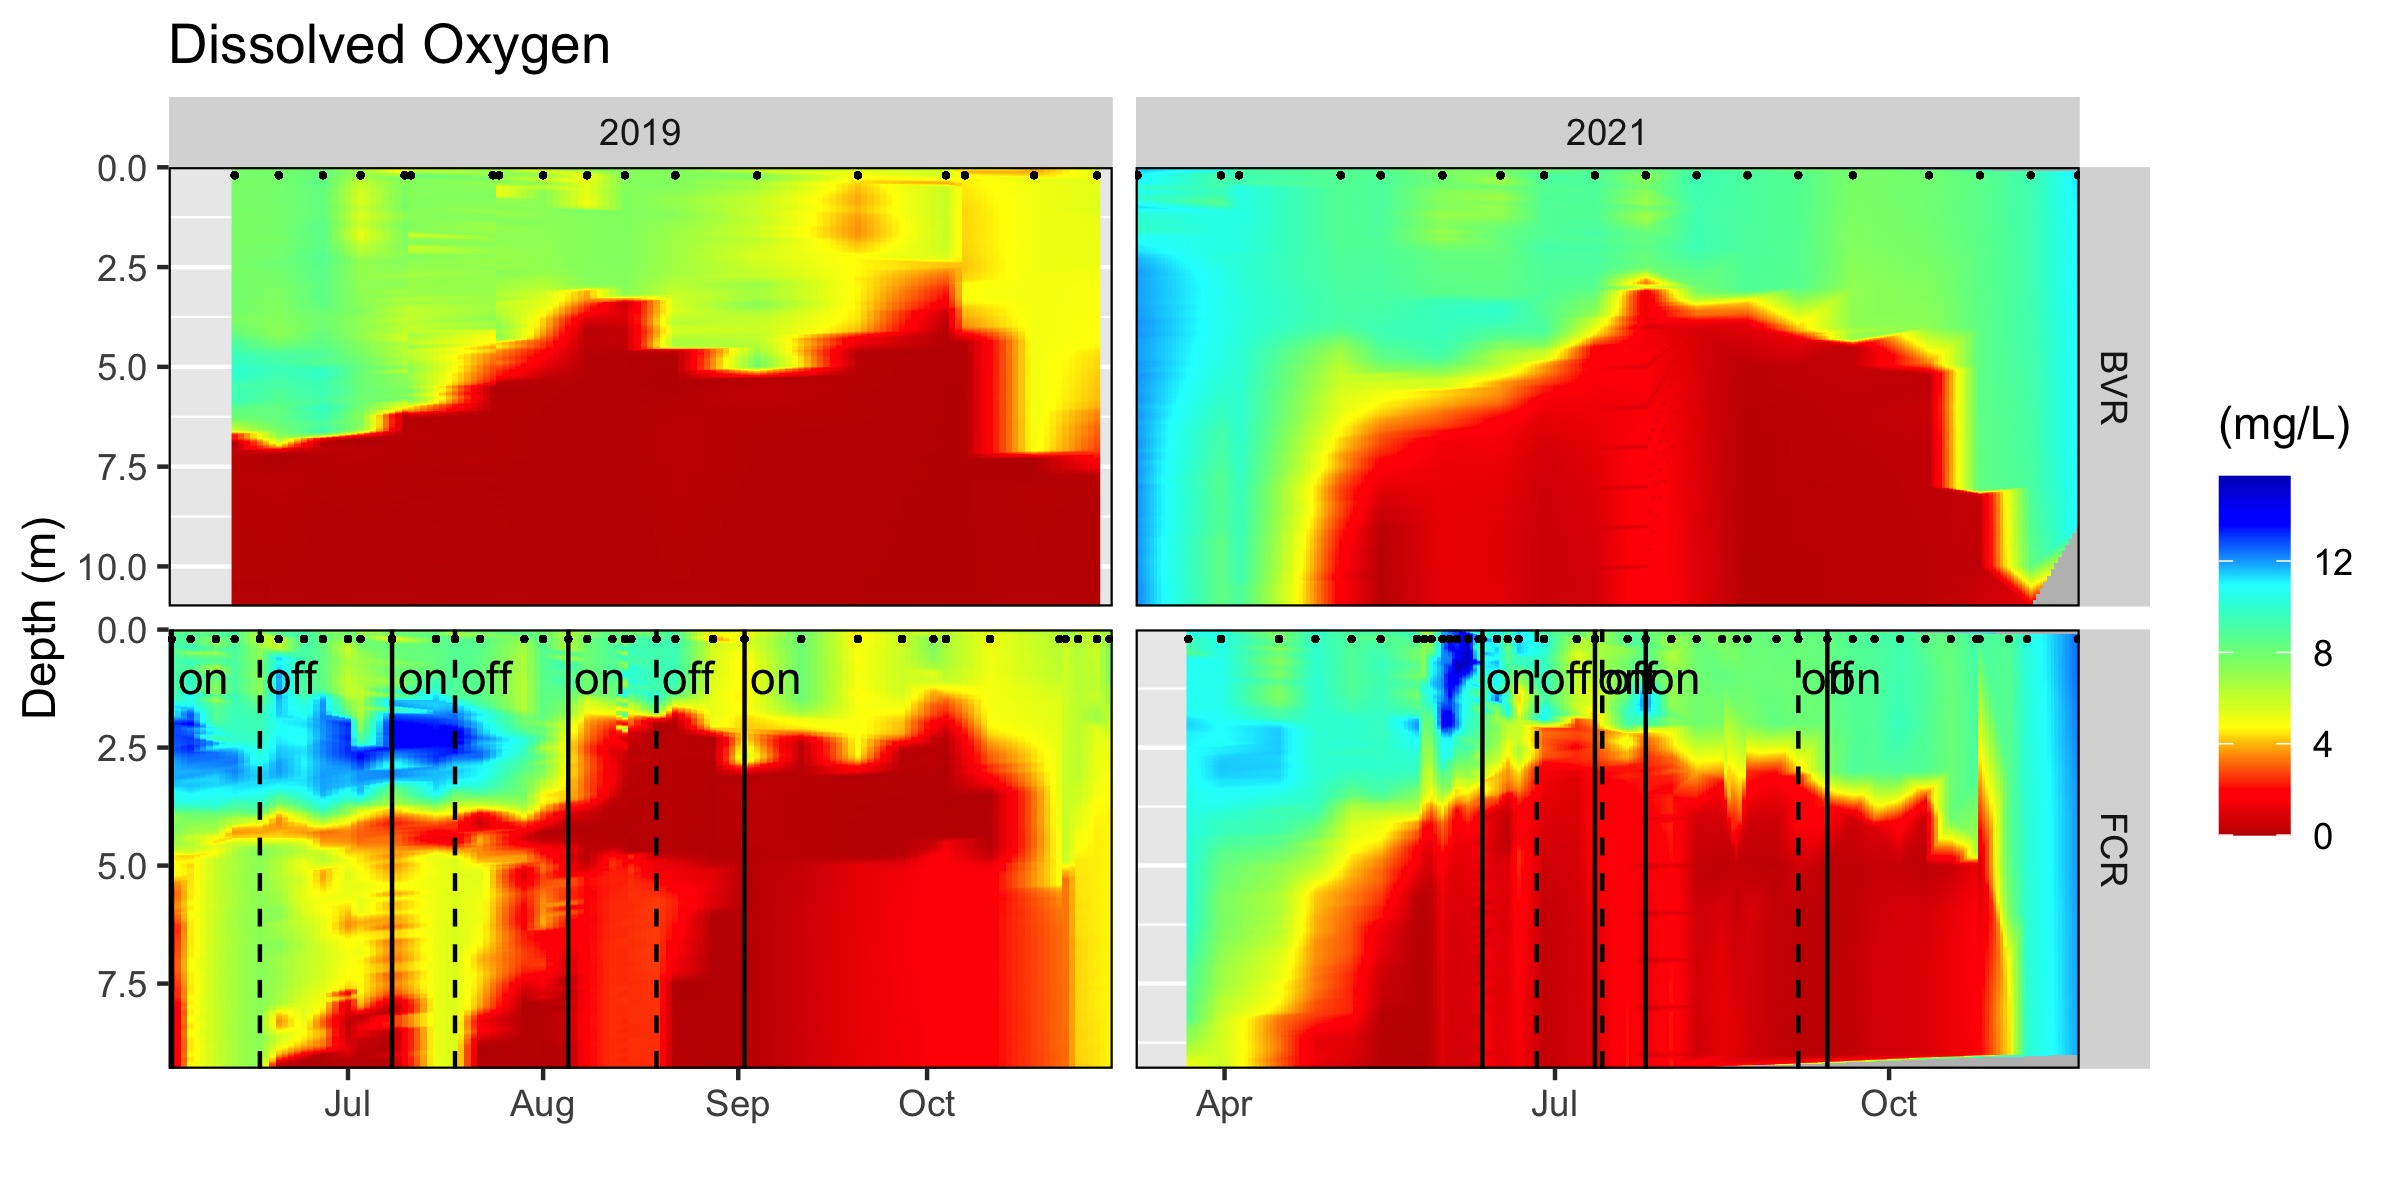 Dissolved Oxygen
2019
2021
0.0
2.5
5.0
7.5
10.0
BVR
Depth (m)
(mg/L)
12
8
4
0
0.0
2.5
5.0
7.5
on off on off on off on
on off on off on off on
FCR
Jul Aug Sep Oct
Apr Jul Oct